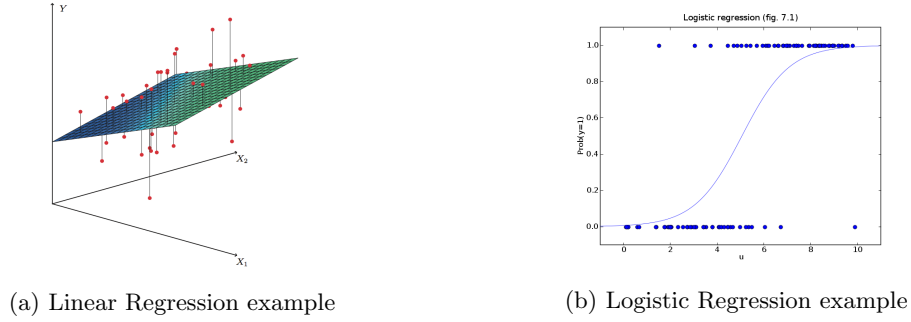 Y
X₂
X₁
(a) Linear Regression example
Logistic regression (fig. 7.1)
Prob(y=1)
1.0
0.8
0.6
0.4
0.2
0.0
0 2 4 6 8 10
u
(b) Logistic Regression example